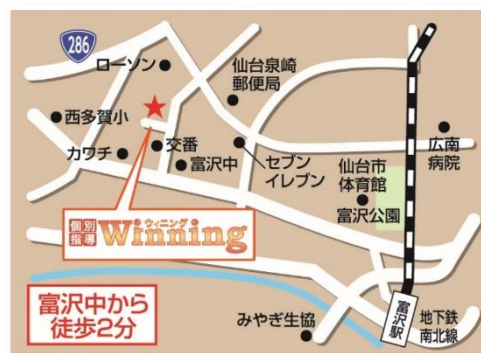 286
ローソン
仙台泉崎
郵便局
西多賀小
カワチ
交番
富沢中
セブン
イレブン
仙台市
体育館
富沢公園
広南
病院
個別
指導
ウィニング
Winning
富沢中から
徒歩2分
みやぎ生協
富沢駅
地下鉄
南北線